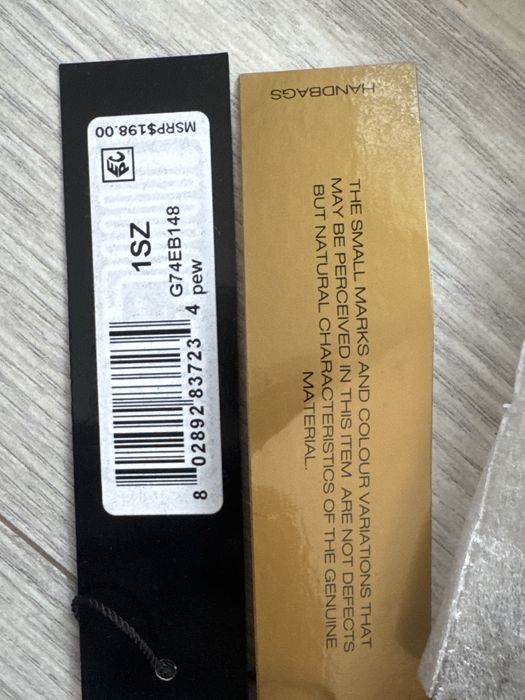 MSRP$198.00
1SZ
G74EB148
pew
8 02892 83723 4
HANDBAGS
THE SMALL MARKS AND COLOUR VARIATIONS THAT
MAY BE PERCEIVED IN THIS ITEM ARE NOT DEFECTS
BUT NATURAL CHARACTERISTICS OF THE GENUINE
MATERIAL.